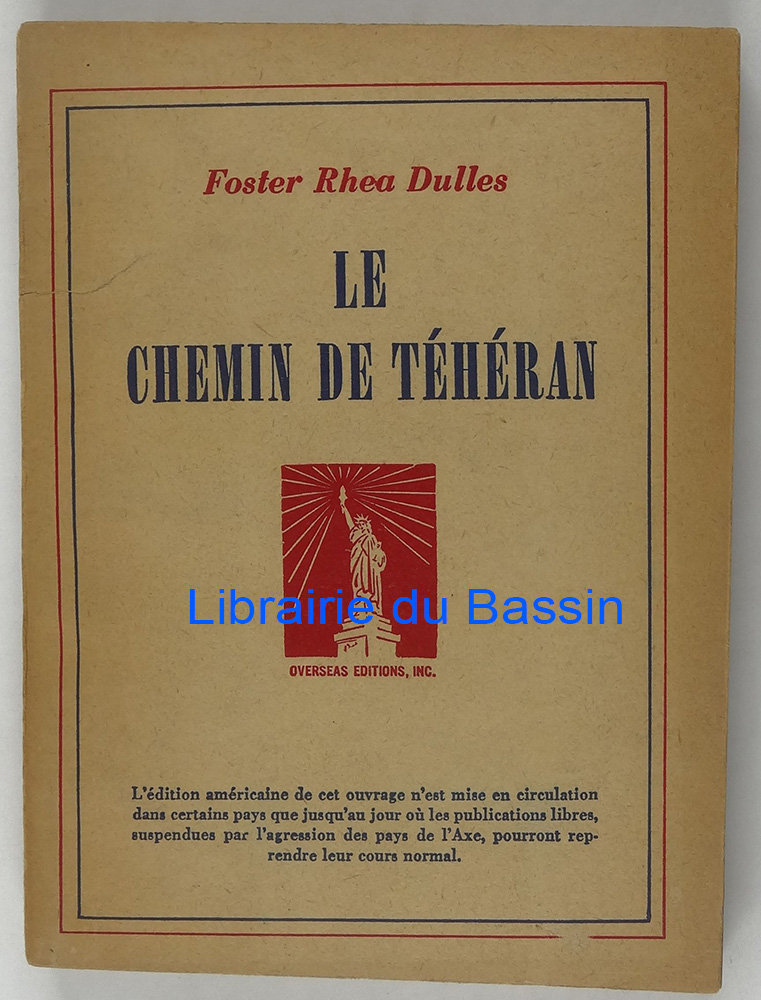 Foster Rhea Dulles
LE
CHEMIN DE TÉHÉRAN
Librairie du Bassin
OVERSEAS EDITIONS, INC.
L'édition américaine de cet ouvrage n'est mise en circulation
dans certains pays que jusqu'au jour où les publications libres,
suspendues par l'agression des pays de l'Axe, pourront rep-
rendre leur cours normal.